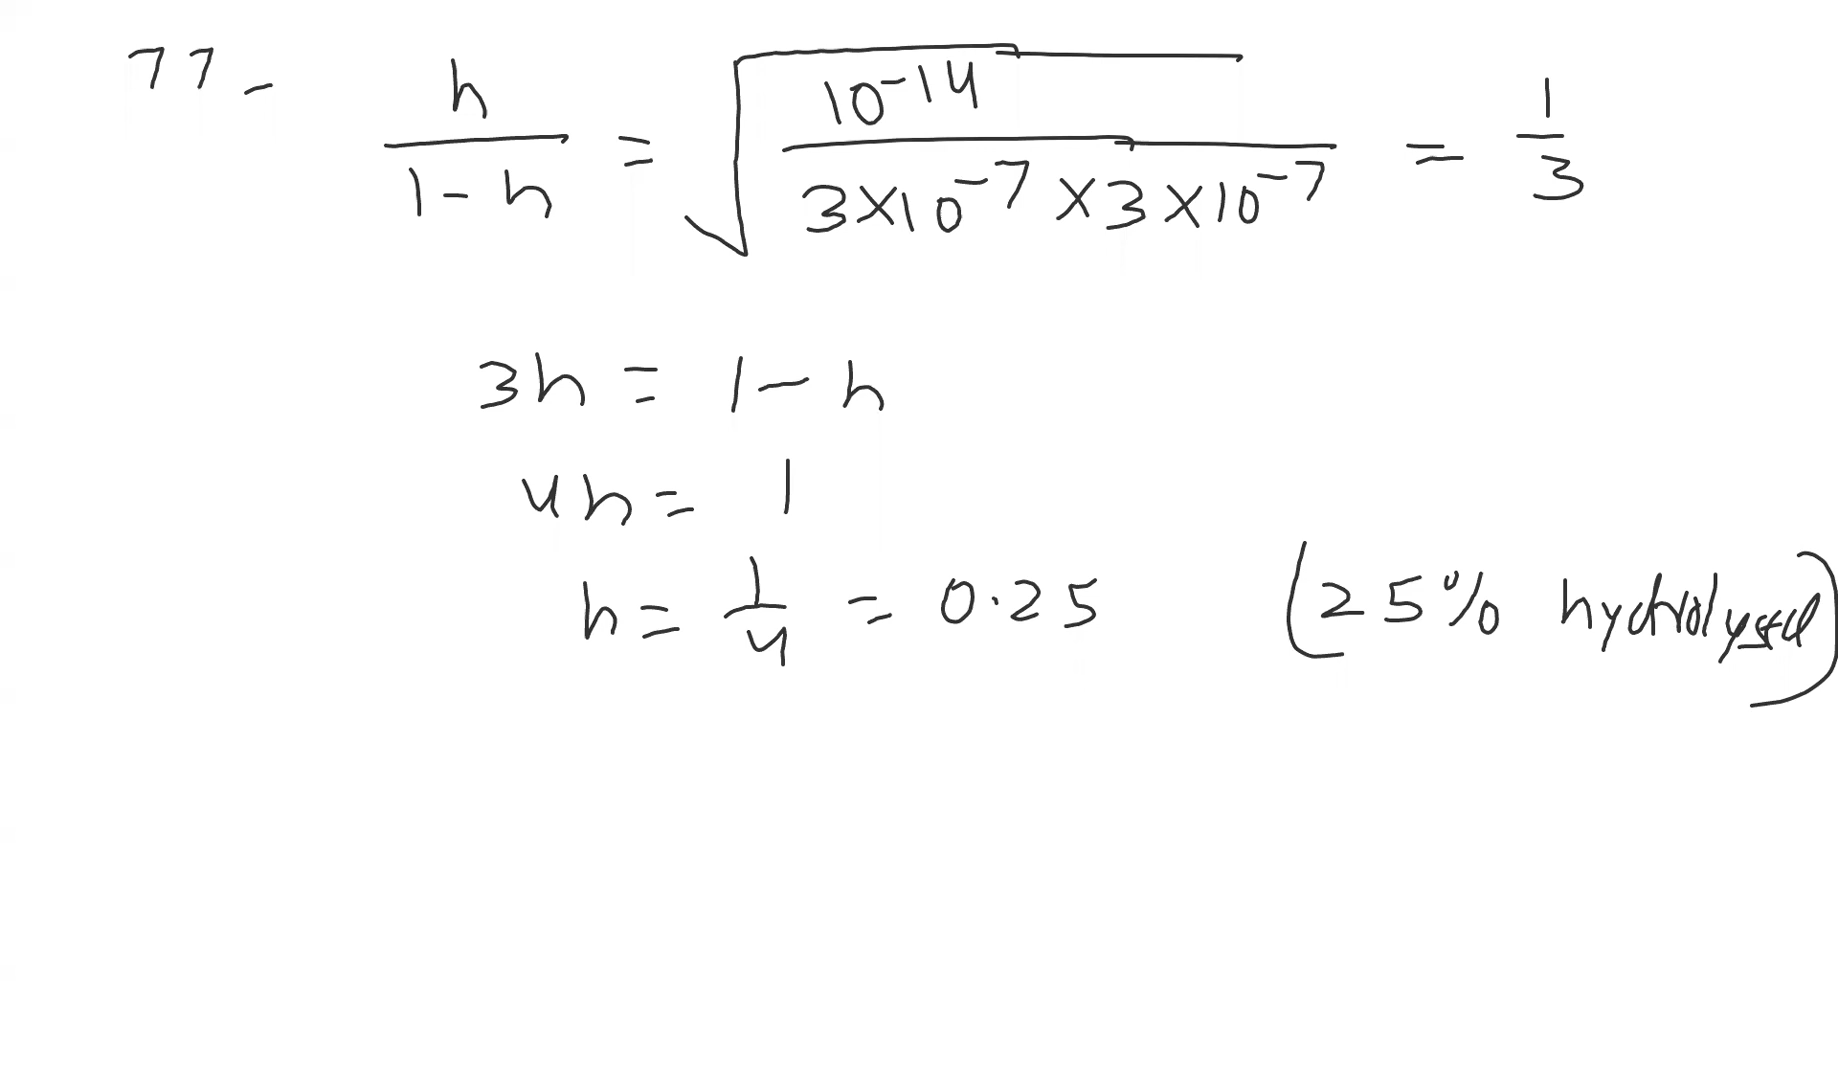 77- h/(1-h) = √(10^-14/(3×10^-7×3×10^-7)) = 1/3
3h = 1-h
4h = 1
h = 1/4 = 0.25 (25% hydrolysed)